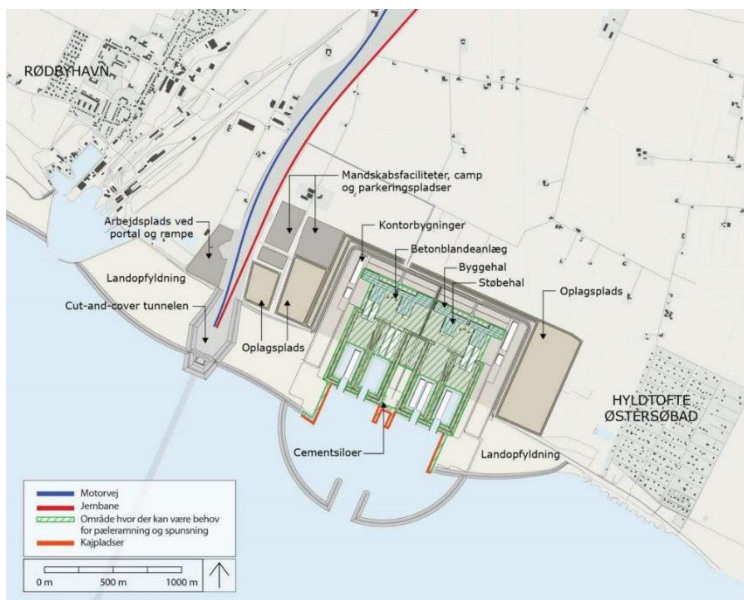 RØDBYHAVN
Mandskabsfaciliteter, camp
og parkeringspladser
Arbejdsplads ved
portal og rampe
Kontorbygninger
Betonblandeanlæg
Byggehal
Støbehal
Landopfyldning
Oplagsplads
Cut-and-cover tunnelen
Oplagsplads
HYLDTOFTE
ØSTERSØBAD
Cementsiloer
Landopfyldning
Motorvej
Jernbane
Område hvor der kan være behov
for pæleramning og spunsning
Kajpladser
0 m 500 m 1000 m